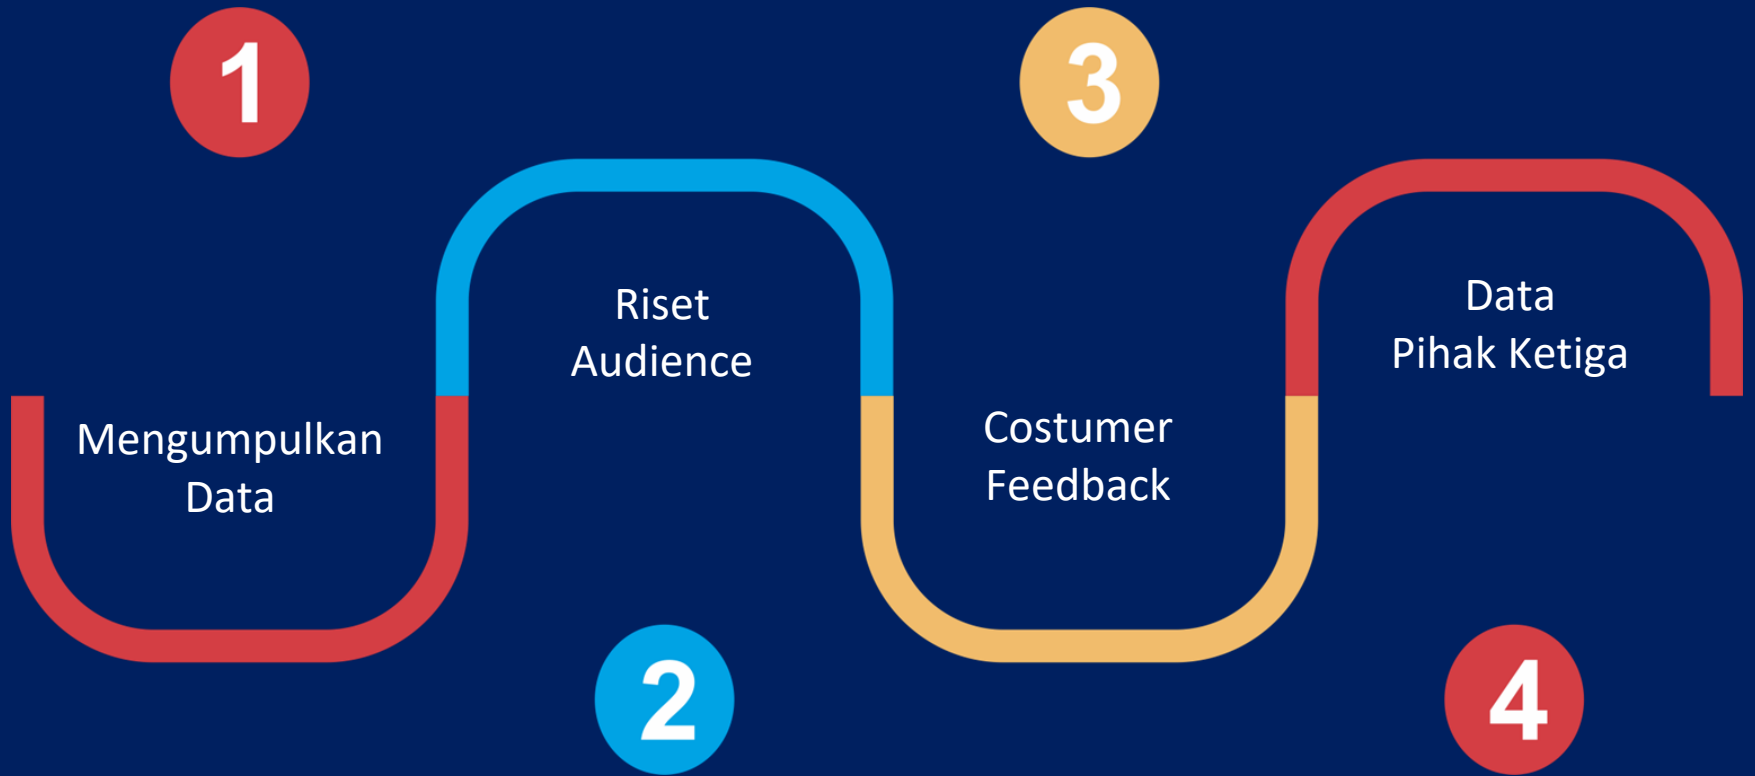 1
Mengumpulkan
Data
2
Riset
Audience
3
Costumer
Feedback
4
Data
Pihak Ketiga